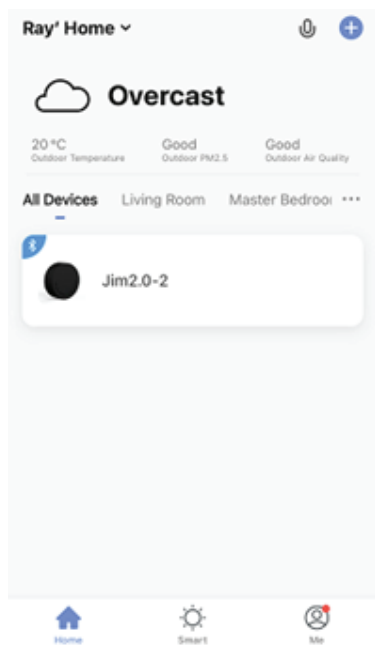 Ray' Home
Overcast
20 °C Good Good
Outdoor Temperature Outdoor PM2.5 Outdoor Air Quality
All Devices Living Room Master Bedroo
Jim2.0-2
Home Smart Me